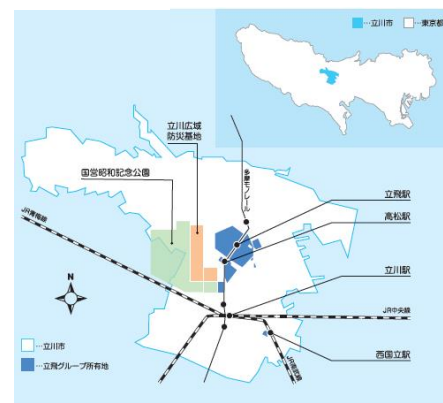 …立川市
…東京都
立川広域
防災基地
国営昭和記念公園
多摩モノレール
立飛駅
高松駅
JR青梅線
立川駅
N
JR中央線
…立川市
…立飛グループ所有地
JR南武線
西国立駅